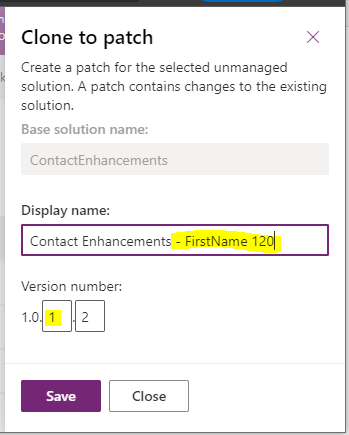 Clone to patch
Create a patch for the selected unmanaged
solution. A patch contains changes to the existing
solution.
Base solution name:
ContactEnhancements
Display name:
Contact Enhancements - FirstName 120
Version number:
1.0. 1 . 2
Save Close